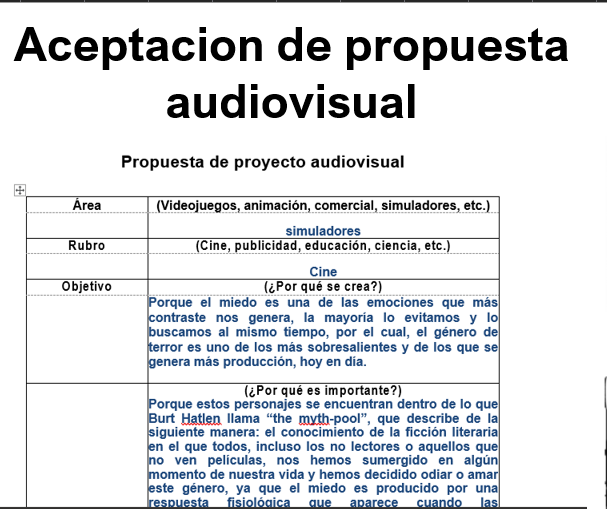 Aceptacion de propuesta
audiovisual
Propuesta de proyecto audiovisual
Área
(Videojuegos, animación, comercial, simuladores, etc.)
simuladores
Rubro
(Cine, publicidad, educación, ciencia, etc.)
Cine
Objetivo
(¿Por qué se crea?)
Porque el miedo es una de las emociones que más
contraste nos genera, la mayoría lo evitamos y lo
buscamos al mismo tiempo, por el cual, el género de
terror es uno de los más sobresalientes y de los que se
genera más producción, hoy en día.
(¿Por qué es importante?)
Porque estos personajes se encuentran dentro de lo que
Burt Hatlen llama “the myth-pool”, que describe de la
siguiente manera: el conocimiento de la ficción literaria
en el que todos, incluso los no lectores o aquellos que
no ven películas, nos hemos sumergido en algún
momento de nuestra vida y hemos decidido odiar o amar
este género, ya que el miedo es producido por una
respuesta fisiológica que aparece cuando las